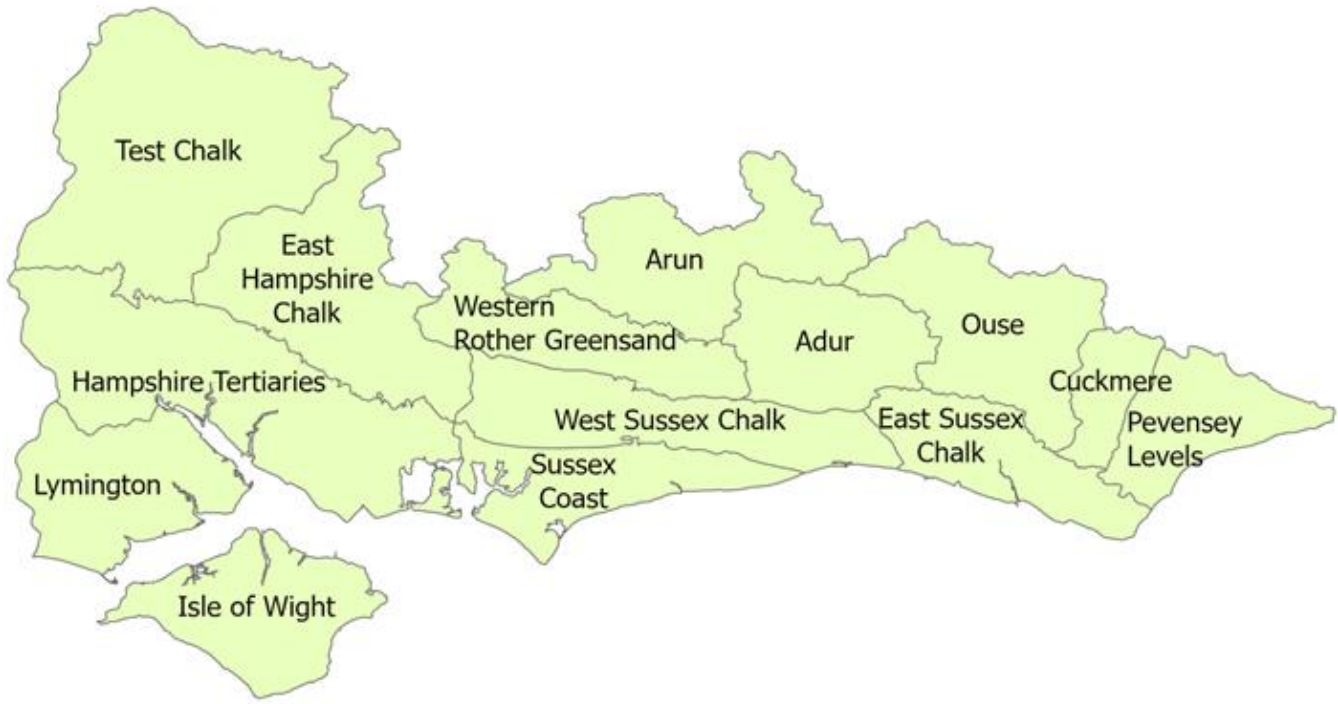 Test Chalk
East
Hampshire
Chalk
Arun
Western
Rother Greensand
Adur
Ouse
Hampshire Tertiaries
Cuckmere
West Sussex Chalk
East Sussex
Chalk
Pevensey
Levels
Lymington
Sussex
Coast
Isle of Wight